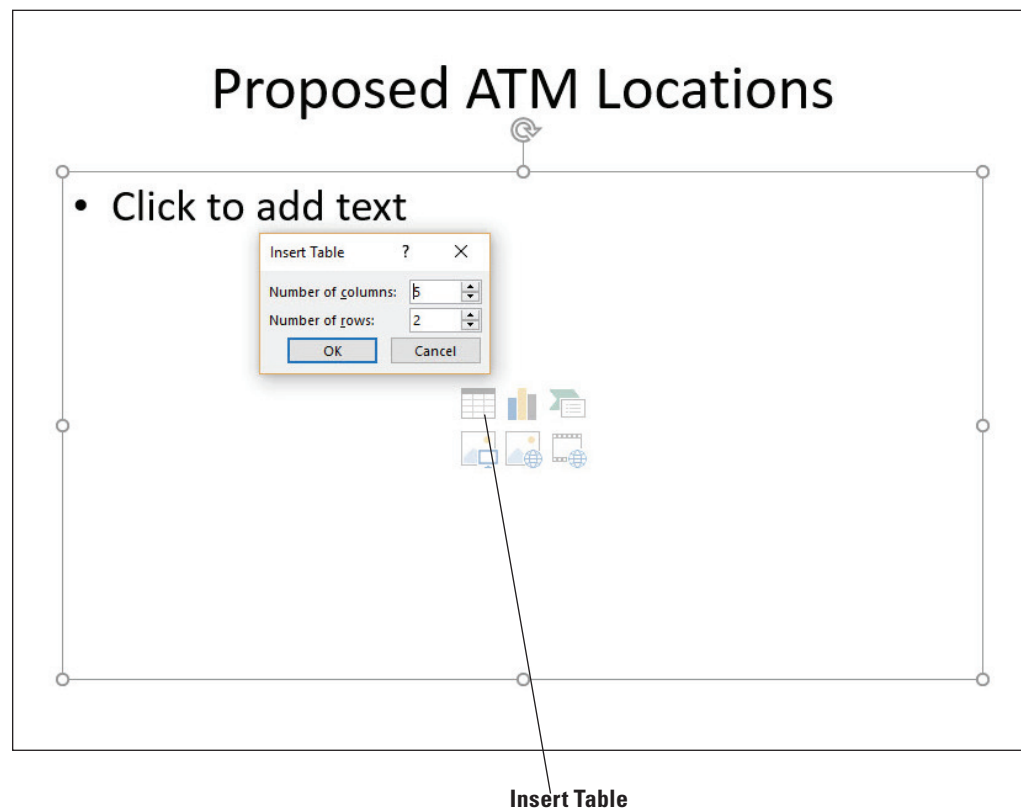 Proposed ATM Locations
• Click to add text
Insert Table ? ×
Number of columns: 5
Number of rows: 2
OK Cancel
Insert Table